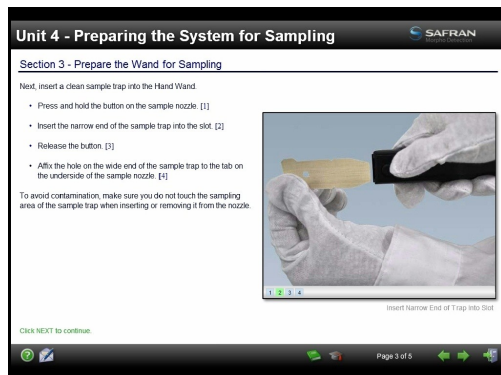 Unit 4 - Preparing the System for Sampling
SAFRAN
Morpho Detection
Section 3 - Prepare the Wand for Sampling
Next, insert a clean sample trap into the Hand Wand.
• Press and hold the button on the sample nozzle. [1]
• Insert the narrow end of the sample trap into the slot. [2]
• Release the button. [3]
• Affix the hole on the wide end of the sample trap to the tab on
the underside of the sample nozzle. [4]
To avoid contamination, make sure you do not touch the sampling
area of the sample trap when inserting or removing it from the nozzle.
1 2 3 4
Insert Narrow End of Trap into Slot
Click NEXT to continue.
Page 3 of 5